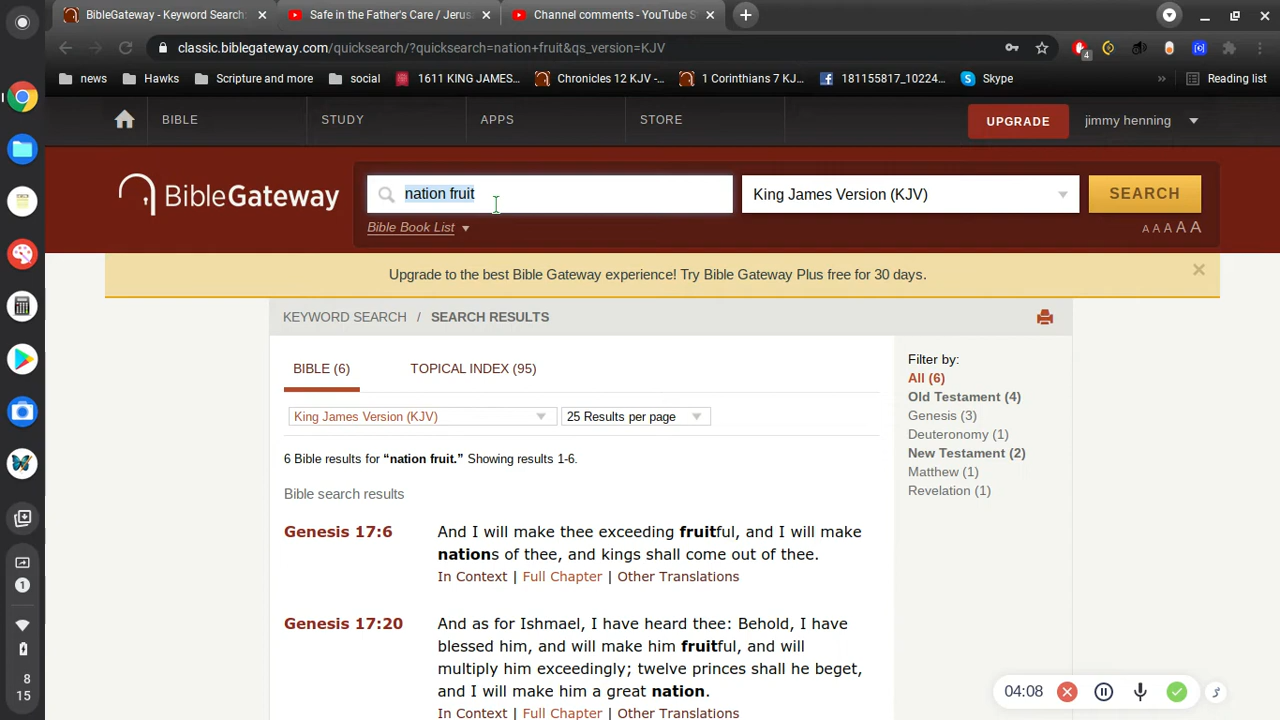 BibleGateway - Keyword Search:
Safe in the Father's Care / Jerus
Channel comments - YouTube S
classic.biblegateway.com/quicksearch/?quicksearch=nation+fruit&qs_version=KJV
4
news
Hawks
Scripture and more
social
1611 KING JAMES...
Chronicles 12 KJV -...
1 Corinthians 7 KJ...
181155817_10224...
Skype
»
Reading list
BIBLE
STUDY
APPS
STORE
UPGRADE
jimmy henning
BibleGateway
nation fruit
King James Version (KJV)
SEARCH
Bible Book List
A A A A A
Upgrade to the best Bible Gateway experience! Try Bible Gateway Plus free for 30 days.
KEYWORD SEARCH / SEARCH RESULTS
BIBLE (6)
TOPICAL INDEX (95)
King James Version (KJV)
25 Results per page
6 Bible results for “nation fruit.” Showing results 1-6.
Bible search results
Genesis 17:6
And I will make thee exceeding fruitful, and I will make
nations of thee, and kings shall come out of thee.
In Context | Full Chapter | Other Translations
Genesis 17:20
And as for Ishmael, I have heard thee: Behold, I have
blessed him, and will make him fruitful, and will
multiply him exceedingly; twelve princes shall he beget,
and I will make him a great nation.
In Context | Full Chapter | Other Translations
Filter by:
All (6)
Old Testament (4)
Genesis (3)
Deuteronomy (1)
New Testament (2)
Matthew (1)
Revelation (1)
1
8
15
04:08